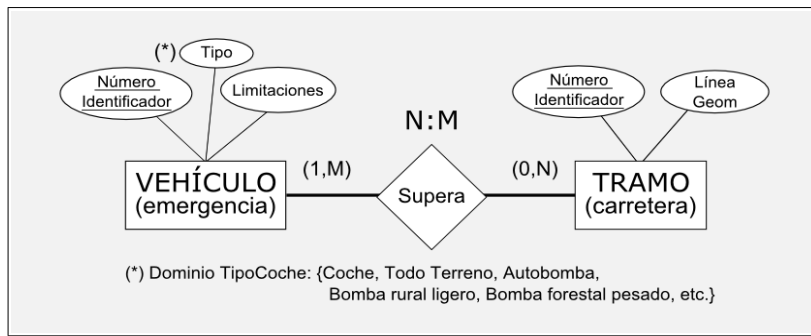 (*)
Tipo
Número
Identificador
Limitaciones
Número
Identificador
Línea
Geom
N:M
VEHÍCULO
(emergencia)
(1,M)
Supera
(0,N)
TRAMO
(carretera)
(*) Dominio TipoCoche: {Coche, Todo Terreno, Autobomba,
Bomba rural ligero, Bomba forestal pesado, etc.}